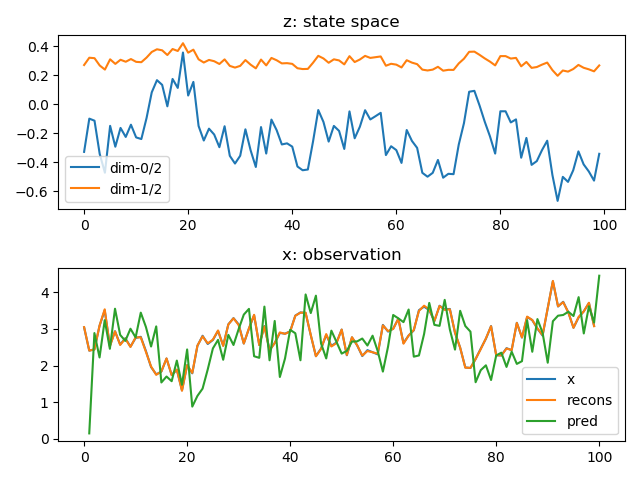 z: state space
0.4
0.2
0.0
−0.2
−0.4
−0.6
dim-0/2
dim-1/2
0 20 40 60 80 100
x: observation
4
3
2
1
0
x
recons
pred
0 20 40 60 80 100